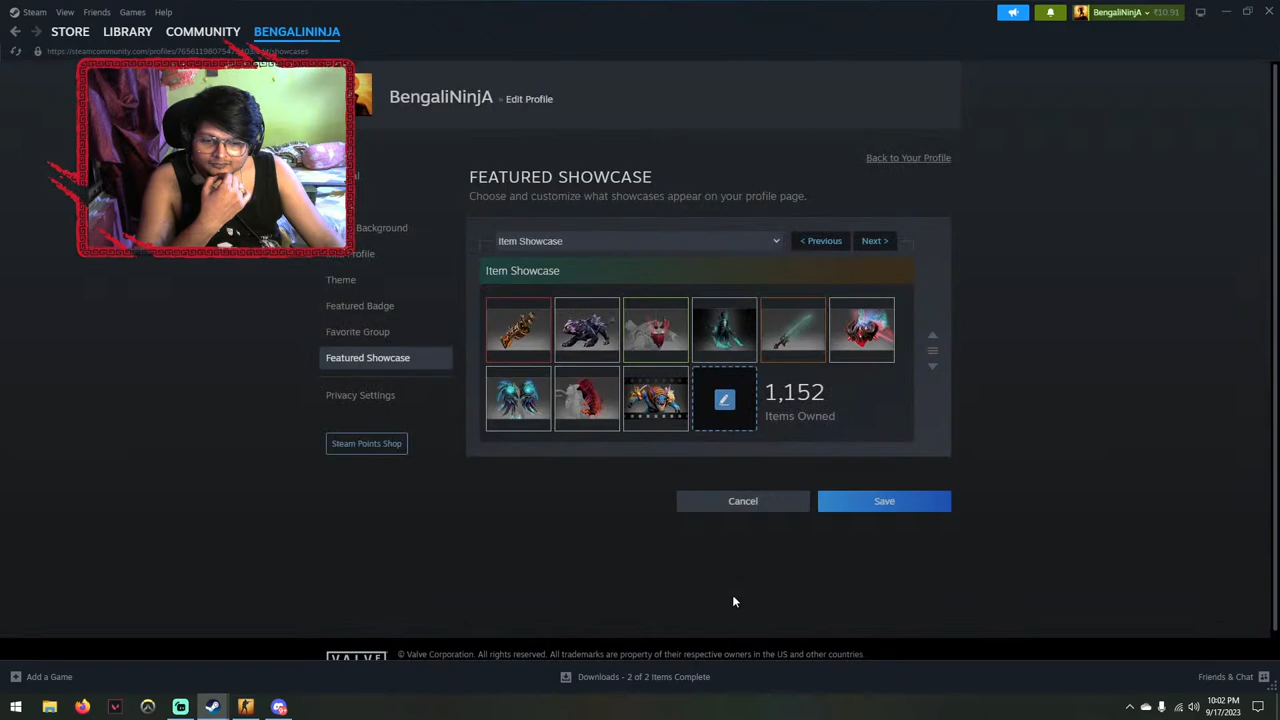 Steam View Friends Games Help
BengaliNinjA ₹10.91
STORE LIBRARY COMMUNITY BENGALININJA
BengaliNinjA » Edit Profile
Back to Your Profile
FEATURED SHOWCASE
Choose and customize what showcases appear on your profile page.
Background
Item Showcase < Previous Next >
Profile
Item Showcase
Theme
Featured Badge
Favorite Group
Featured Showcase
Privacy Settings
1,152
Items Owned
Steam Points Shop
Cancel Save
VALVE © Valve Corporation. All rights reserved. All trademarks are property of their respective owners in the US and other countries.
Add a Game Downloads - 2 of 2 Items Complete Friends & Chat
10:02 PM
9/17/2023